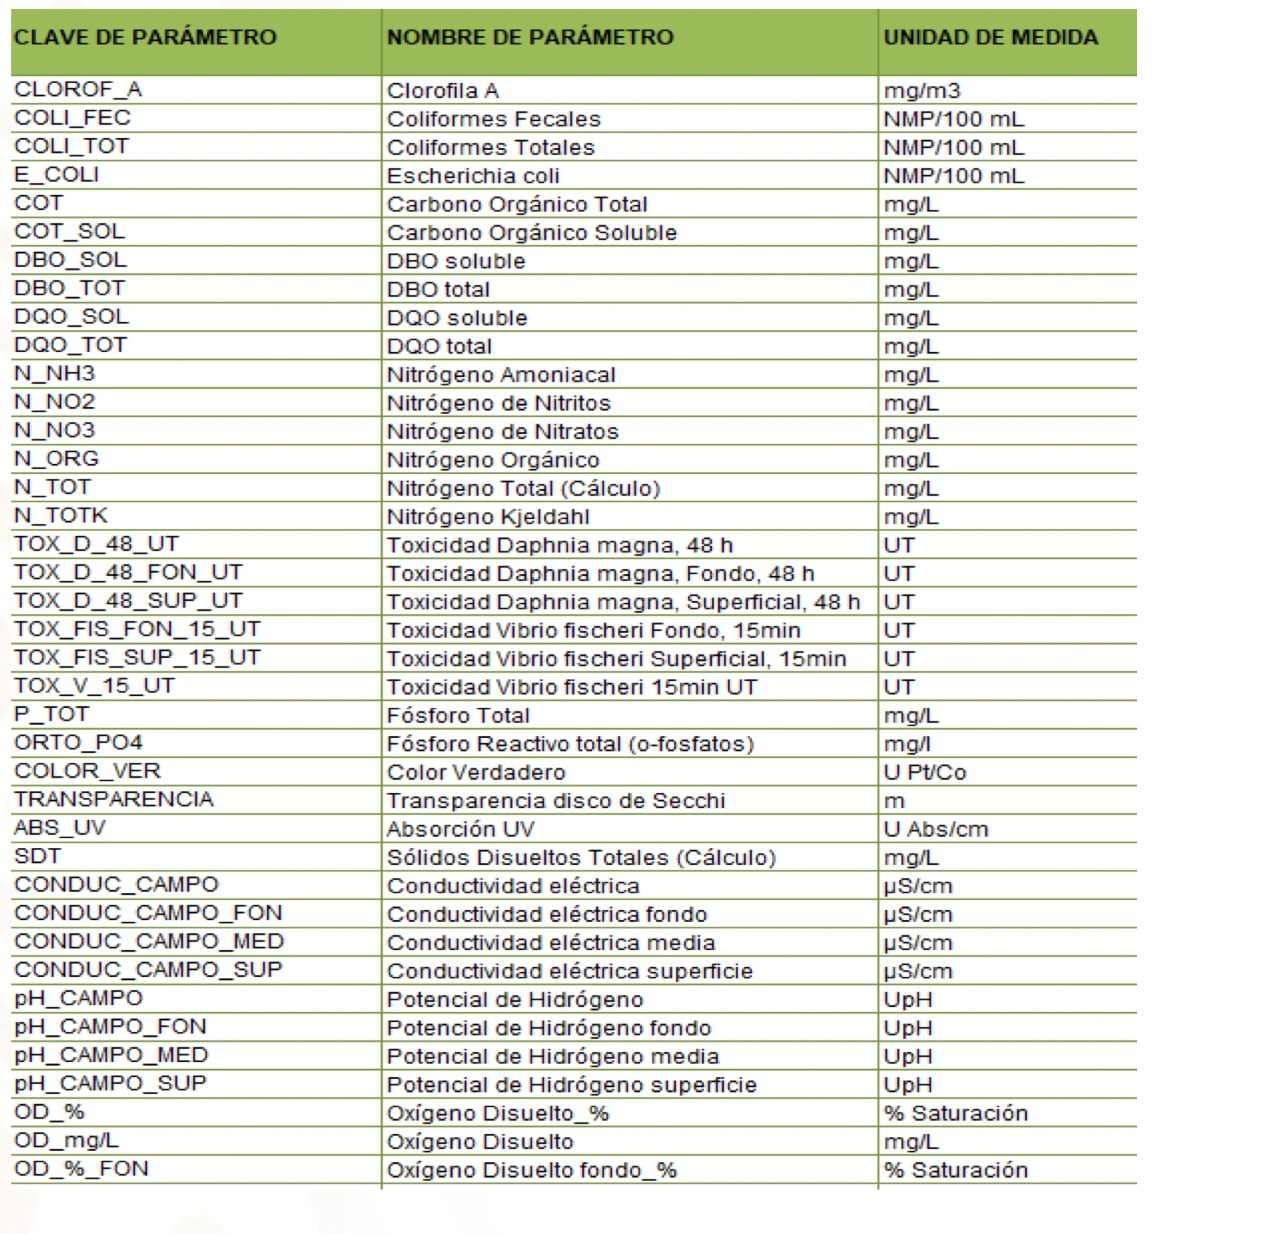 CLAVE DE PARÁMETRO NOMBRE DE PARÁMETRO UNIDAD DE MEDIDA
CLOROF_A Clorofila A mg/m3
COLI_FEC Coliformes Fecales NMP/100 mL
COLI_TOT Coliformes Totales NMP/100 mL
E_COLI Escherichia coli NMP/100 mL
COT Carbono Orgánico Total mg/L
COT_SOL Carbono Orgánico Soluble mg/L
DBO_SOL DBO soluble mg/L
DBO_TOT DBO total mg/L
DQO_SOL DQO soluble mg/L
DQO_TOT DQO total mg/L
N_NH3 Nitrógeno Amoniacal mg/L
N_NO2 Nitrógeno de Nitritos mg/L
N_NO3 Nitrógeno de Nitratos mg/L
N_ORG Nitrógeno Orgánico mg/L
N_TOT Nitrógeno Total (Cálculo) mg/L
N_TOTK Nitrógeno Kjeldahl mg/L
TOX_D_48_UT Toxicidad Daphnia magna, 48 h UT
TOX_D_48_FON_UT Toxicidad Daphnia magna, Fondo, 48 h UT
TOX_D_48_SUP_UT Toxicidad Daphnia magna, Superficial, 48 h UT
TOX_FIS_FON_15_UT Toxicidad Vibrio fischeri Fondo, 15min UT
TOX_FIS_SUP_15_UT Toxicidad Vibrio fischeri Superficial, 15min UT
TOX_V_15_UT Toxicidad Vibrio fischeri 15min UT UT
P_TOT Fósforo Total mg/L
ORTO_PO4 Fósforo Reactivo total (o-fosfatos) mg/l
COLOR_VER Color Verdadero U Pt/Co
TRANSPARENCIA Transparencia disco de Secchi m
ABS_UV Absorción UV U Abs/cm
SDT Sólidos Disueltos Totales (Cálculo) mg/L
CONDUC_CAMPO Conductividad eléctrica µS/cm
CONDUC_CAMPO_FON Conductividad eléctrica fondo µS/cm
CONDUC_CAMPO_MED Conductividad eléctrica media µS/cm
CONDUC_CAMPO_SUP Conductividad eléctrica superficie µS/cm
pH_CAMPO Potencial de Hidrógeno UpH
pH_CAMPO_FON Potencial de Hidrógeno fondo UpH
pH_CAMPO_MED Potencial de Hidrógeno media UpH
pH_CAMPO_SUP Potencial de Hidrógeno superficie UpH
OD_% Oxígeno Disuelto_% % Saturación
OD_mg/L Oxígeno Disuelto mg/L
OD_%_FON Oxígeno Disuelto fondo_% % Saturación